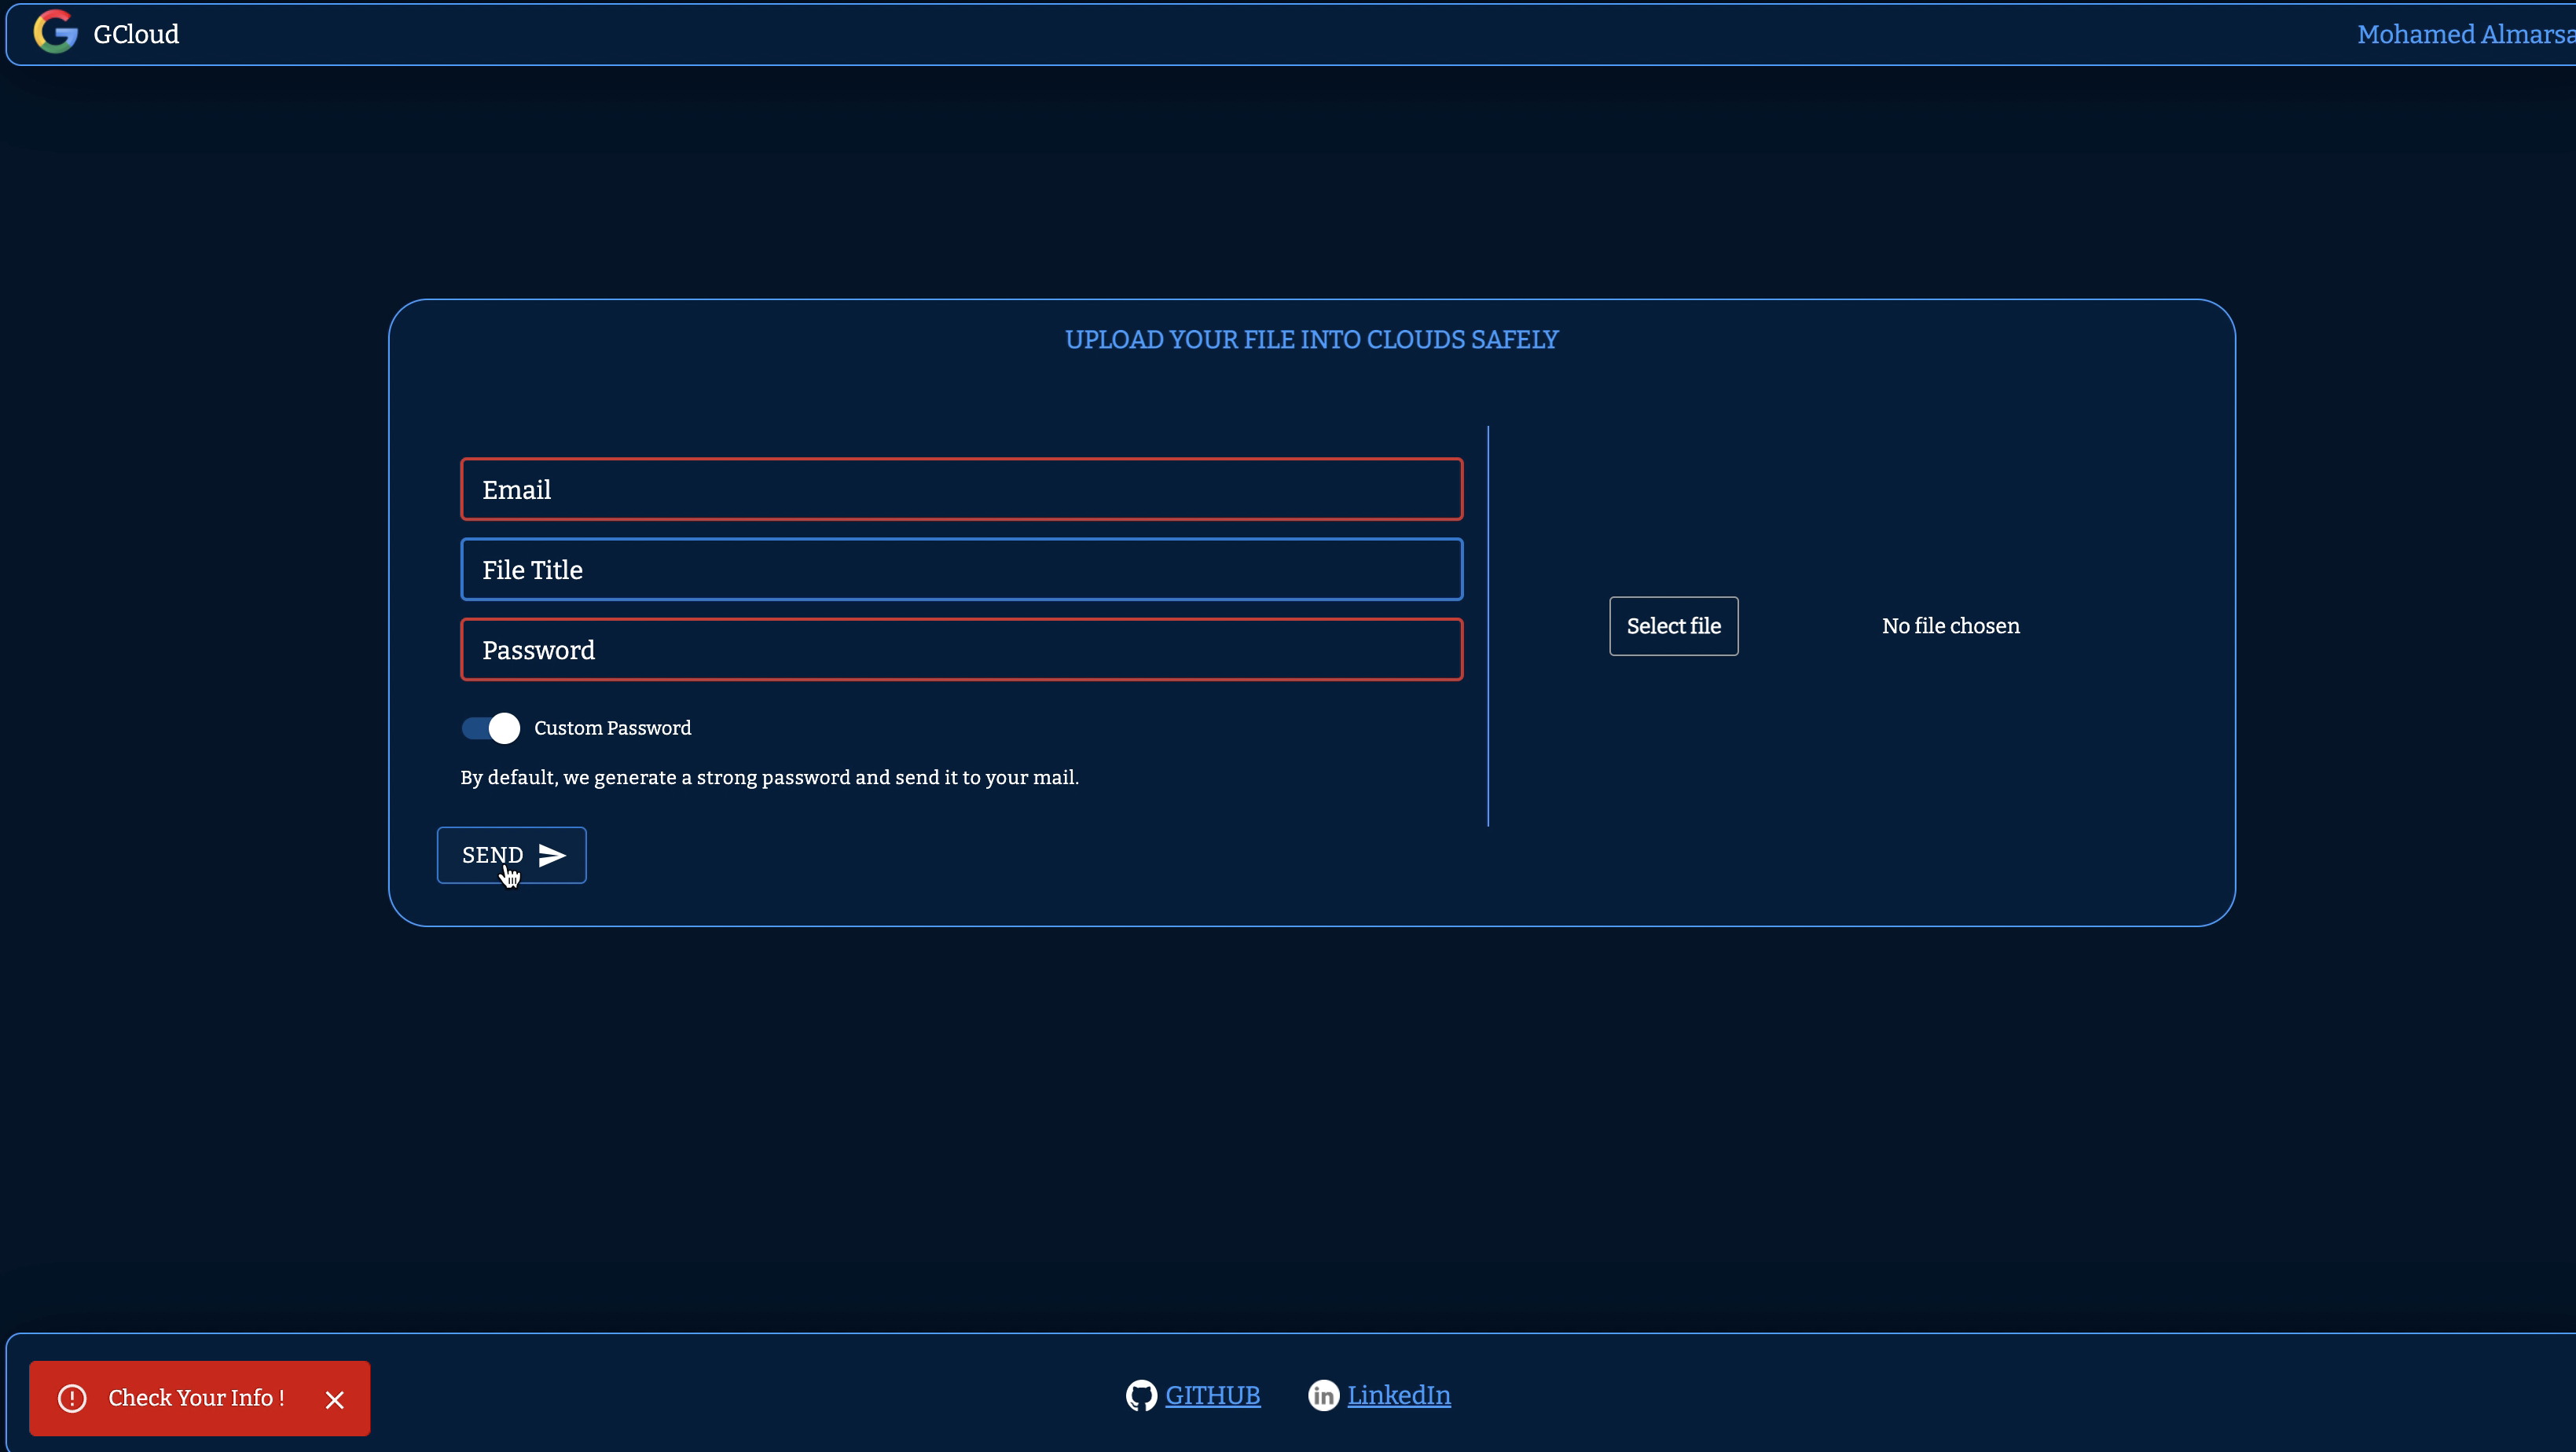 GCloud
Mohamed Almarsa
UPLOAD YOUR FILE INTO CLOUDS SAFELY
Email
File Title
Password
Select file
No file chosen
Custom Password
By default, we generate a strong password and send it to your mail.
SEND
Check Your Info !
GITHUB
LinkedIn